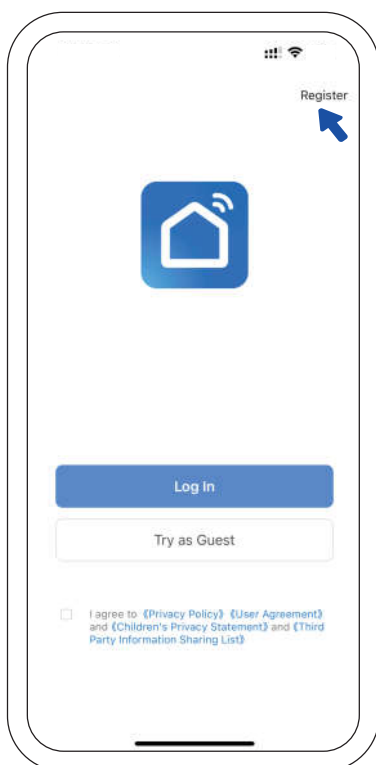 Register
Log In
Try as Guest
I agree to 《Privacy Policy》 《User Agreement》
and 《Children's Privacy Statement》 and 《Third
Party Information Sharing List》